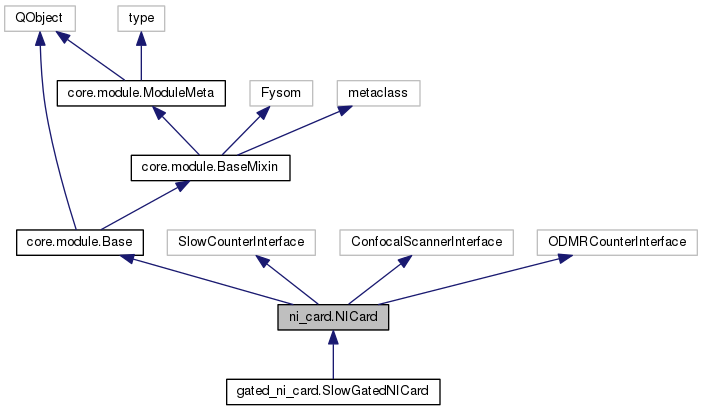 QObject
type
core.module.ModuleMeta
Fysom
metaclass
core.module.BaseMixin
core.module.Base
SlowCounterInterface
ConfocalScannerInterface
ODMRCounterInterface
ni_card.NICard
gated_ni_card.SlowGatedNICard